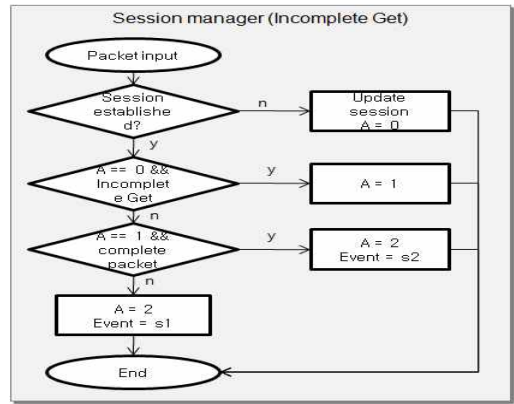 Session manager (Incomplete Get)
Packet input
Session
establishe
d?
n
Update
session
A = 0
y
A == 0 &&
Incomplet
e Get
y
A = 1
n
A == 1 &&
complete
packet
y
A = 2
Event = s2
n
A = 2
Event = s1
End